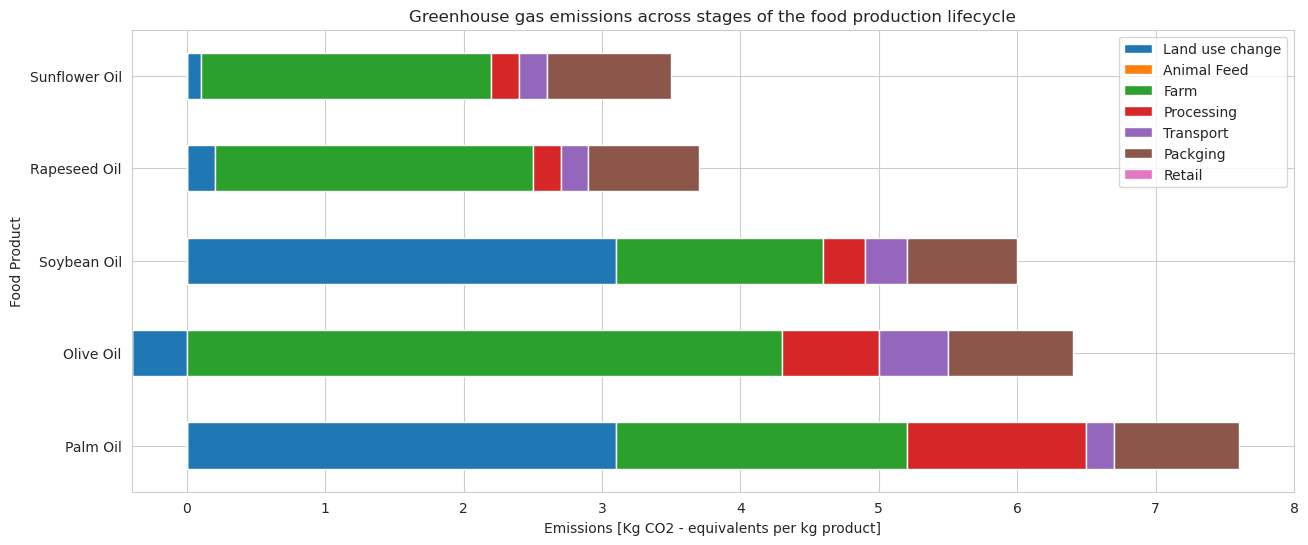 Greenhouse gas emissions across stages of the food production lifecycle
Land use change
Animal Feed
Farm
Processing
Transport
Packging
Retail
Food Product
Sunflower Oil
Rapeseed Oil
Soybean Oil
Olive Oil
Palm Oil
0 1 2 3 4 5 6 7 8
Emissions [Kg CO2 - equivalents per kg product]